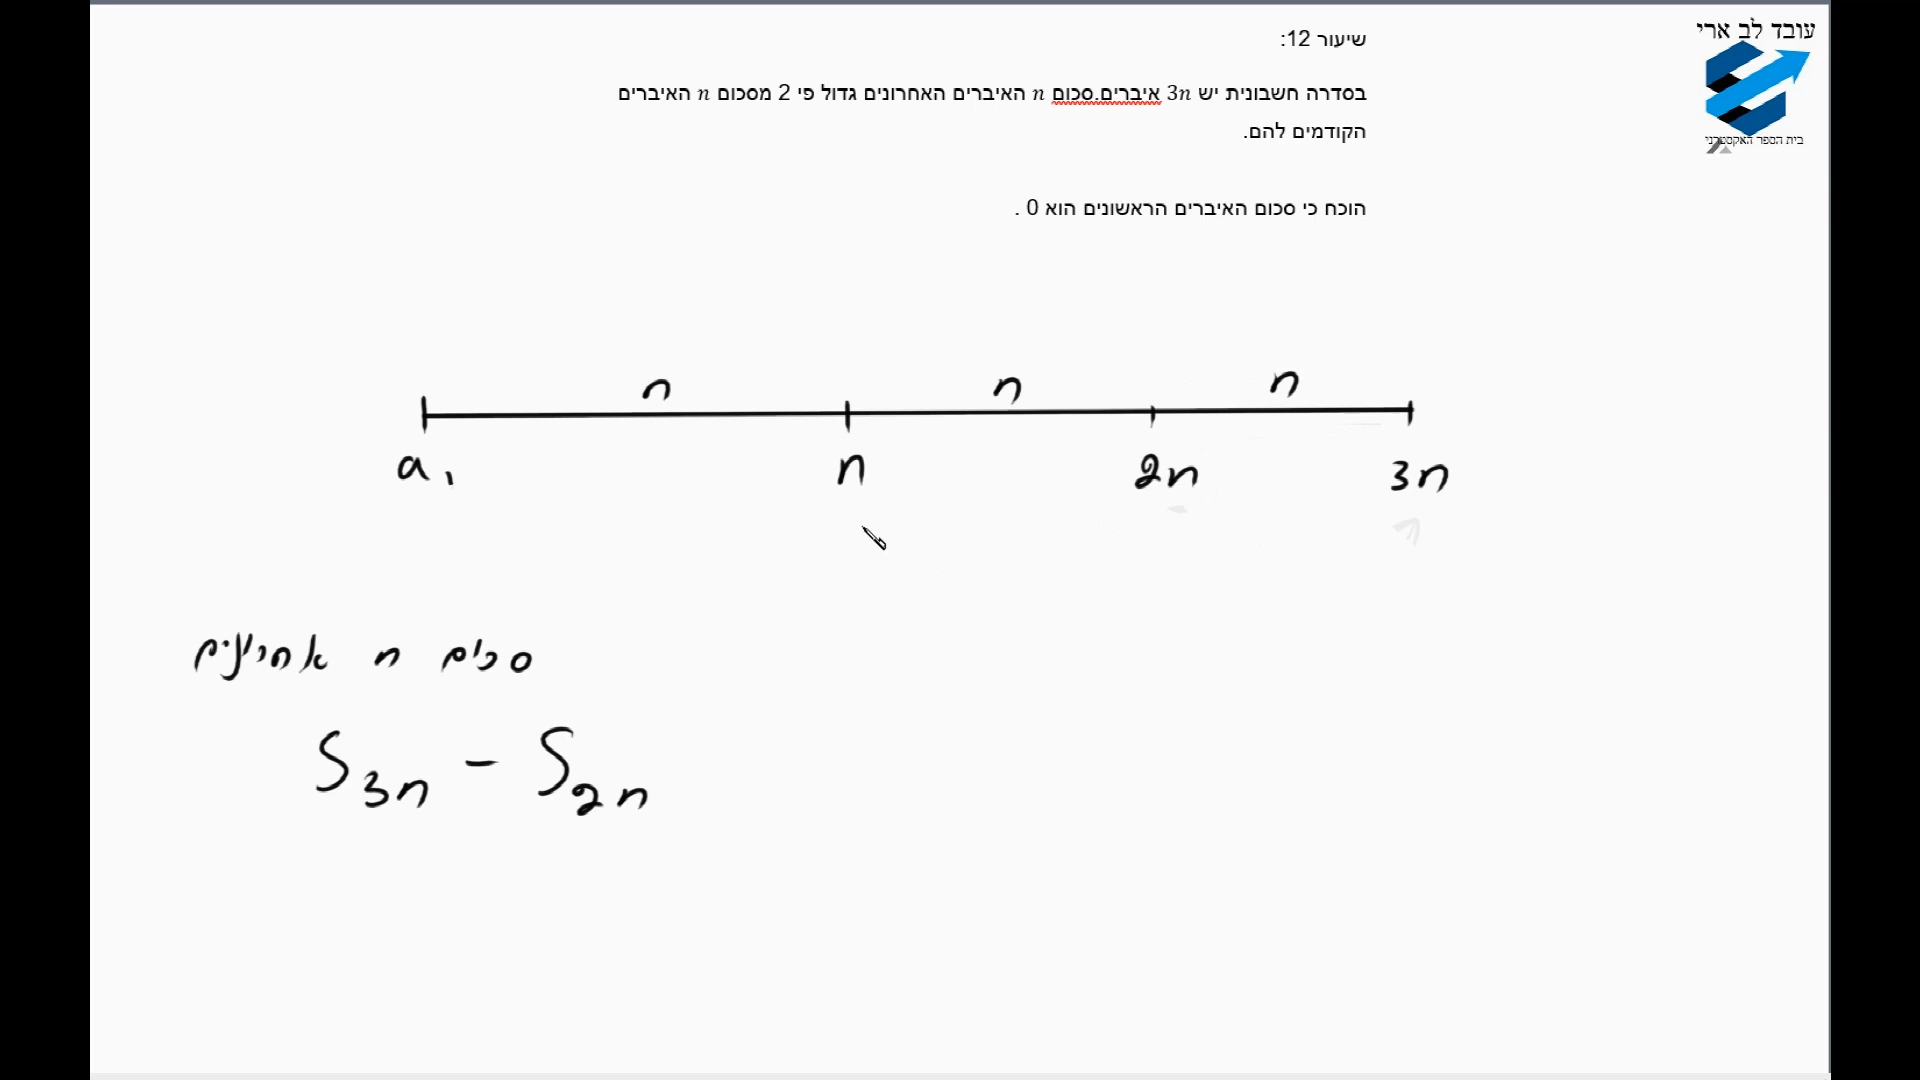 עובד לב ארי
בית הספר האקסטרני
שיעור 12:
בסדרה חשבונית יש 3n איברים.סכום n האיברים האחרונים גדול פי 2 מסכום n האיברים
הקודמים להם.
הוכח כי סכום האיברים הראשונים הוא 0 .
n n n
a₁ n 2n 3n
סכום n אחרונים
S₃ₙ - S₂ₙ